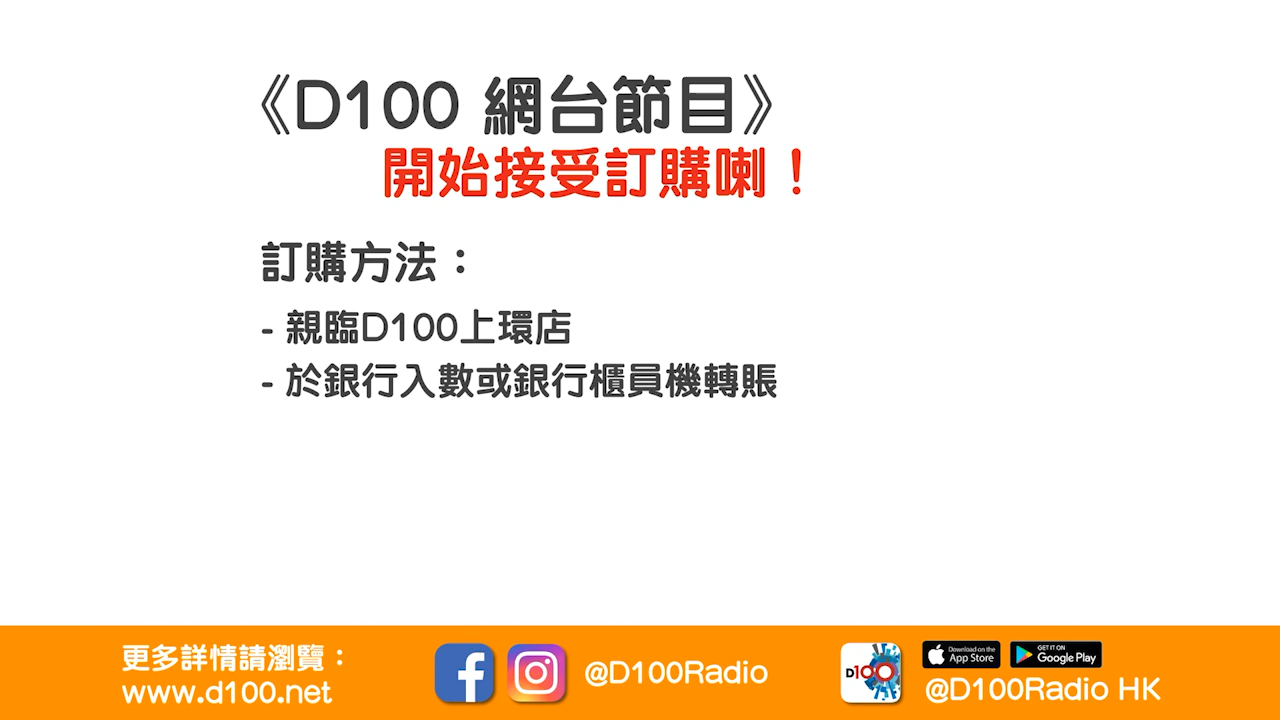 《D100 網台節目》
開始接受訂購喇！
訂購方法：
- 親臨D100上環店
- 於銀行入數或銀行櫃員機轉賬
更多詳情請瀏覽：
www.d100.net
@D100Radio
D100
Download on the
App Store
GET IT ON
Google Play
@D100Radio HK